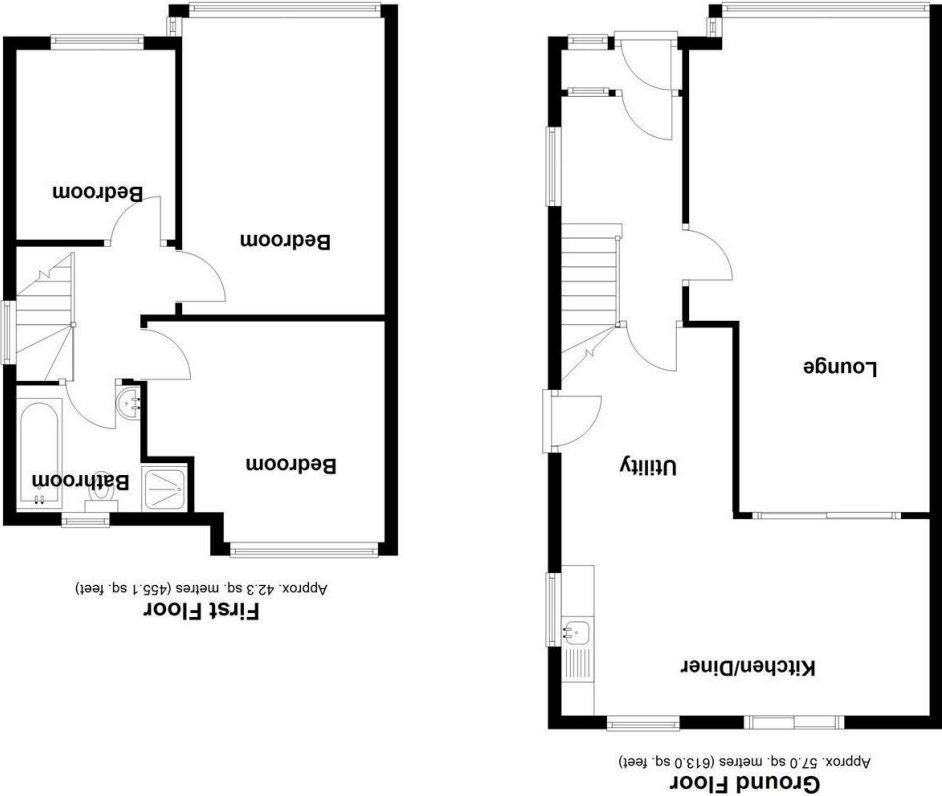 Ground Floor
Approx. 57.0 sq. metres (613.0 sq. feet)
Kitchen/Diner
Utility
Lounge
First Floor
Approx. 42.3 sq. metres (455.1 sq. feet)
Bedroom
Bathroom
Bedroom
Bedroom